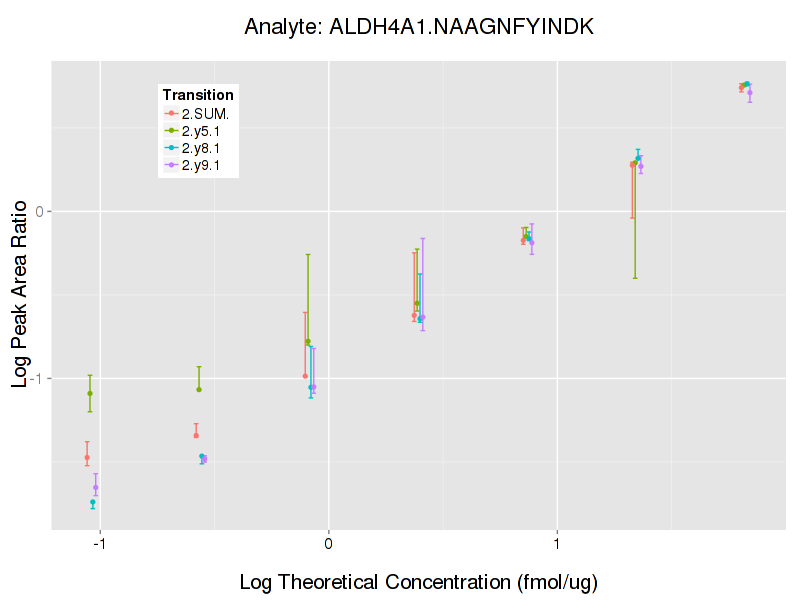 Analyte: ALDH4A1.NAAGNFYINDK
Transition
2.SUM.
2.y5.1
2.y8.1
2.y9.1
Log Peak Area Ratio
0
-1
-1
0
1
Log Theoretical Concentration (fmol/ug)